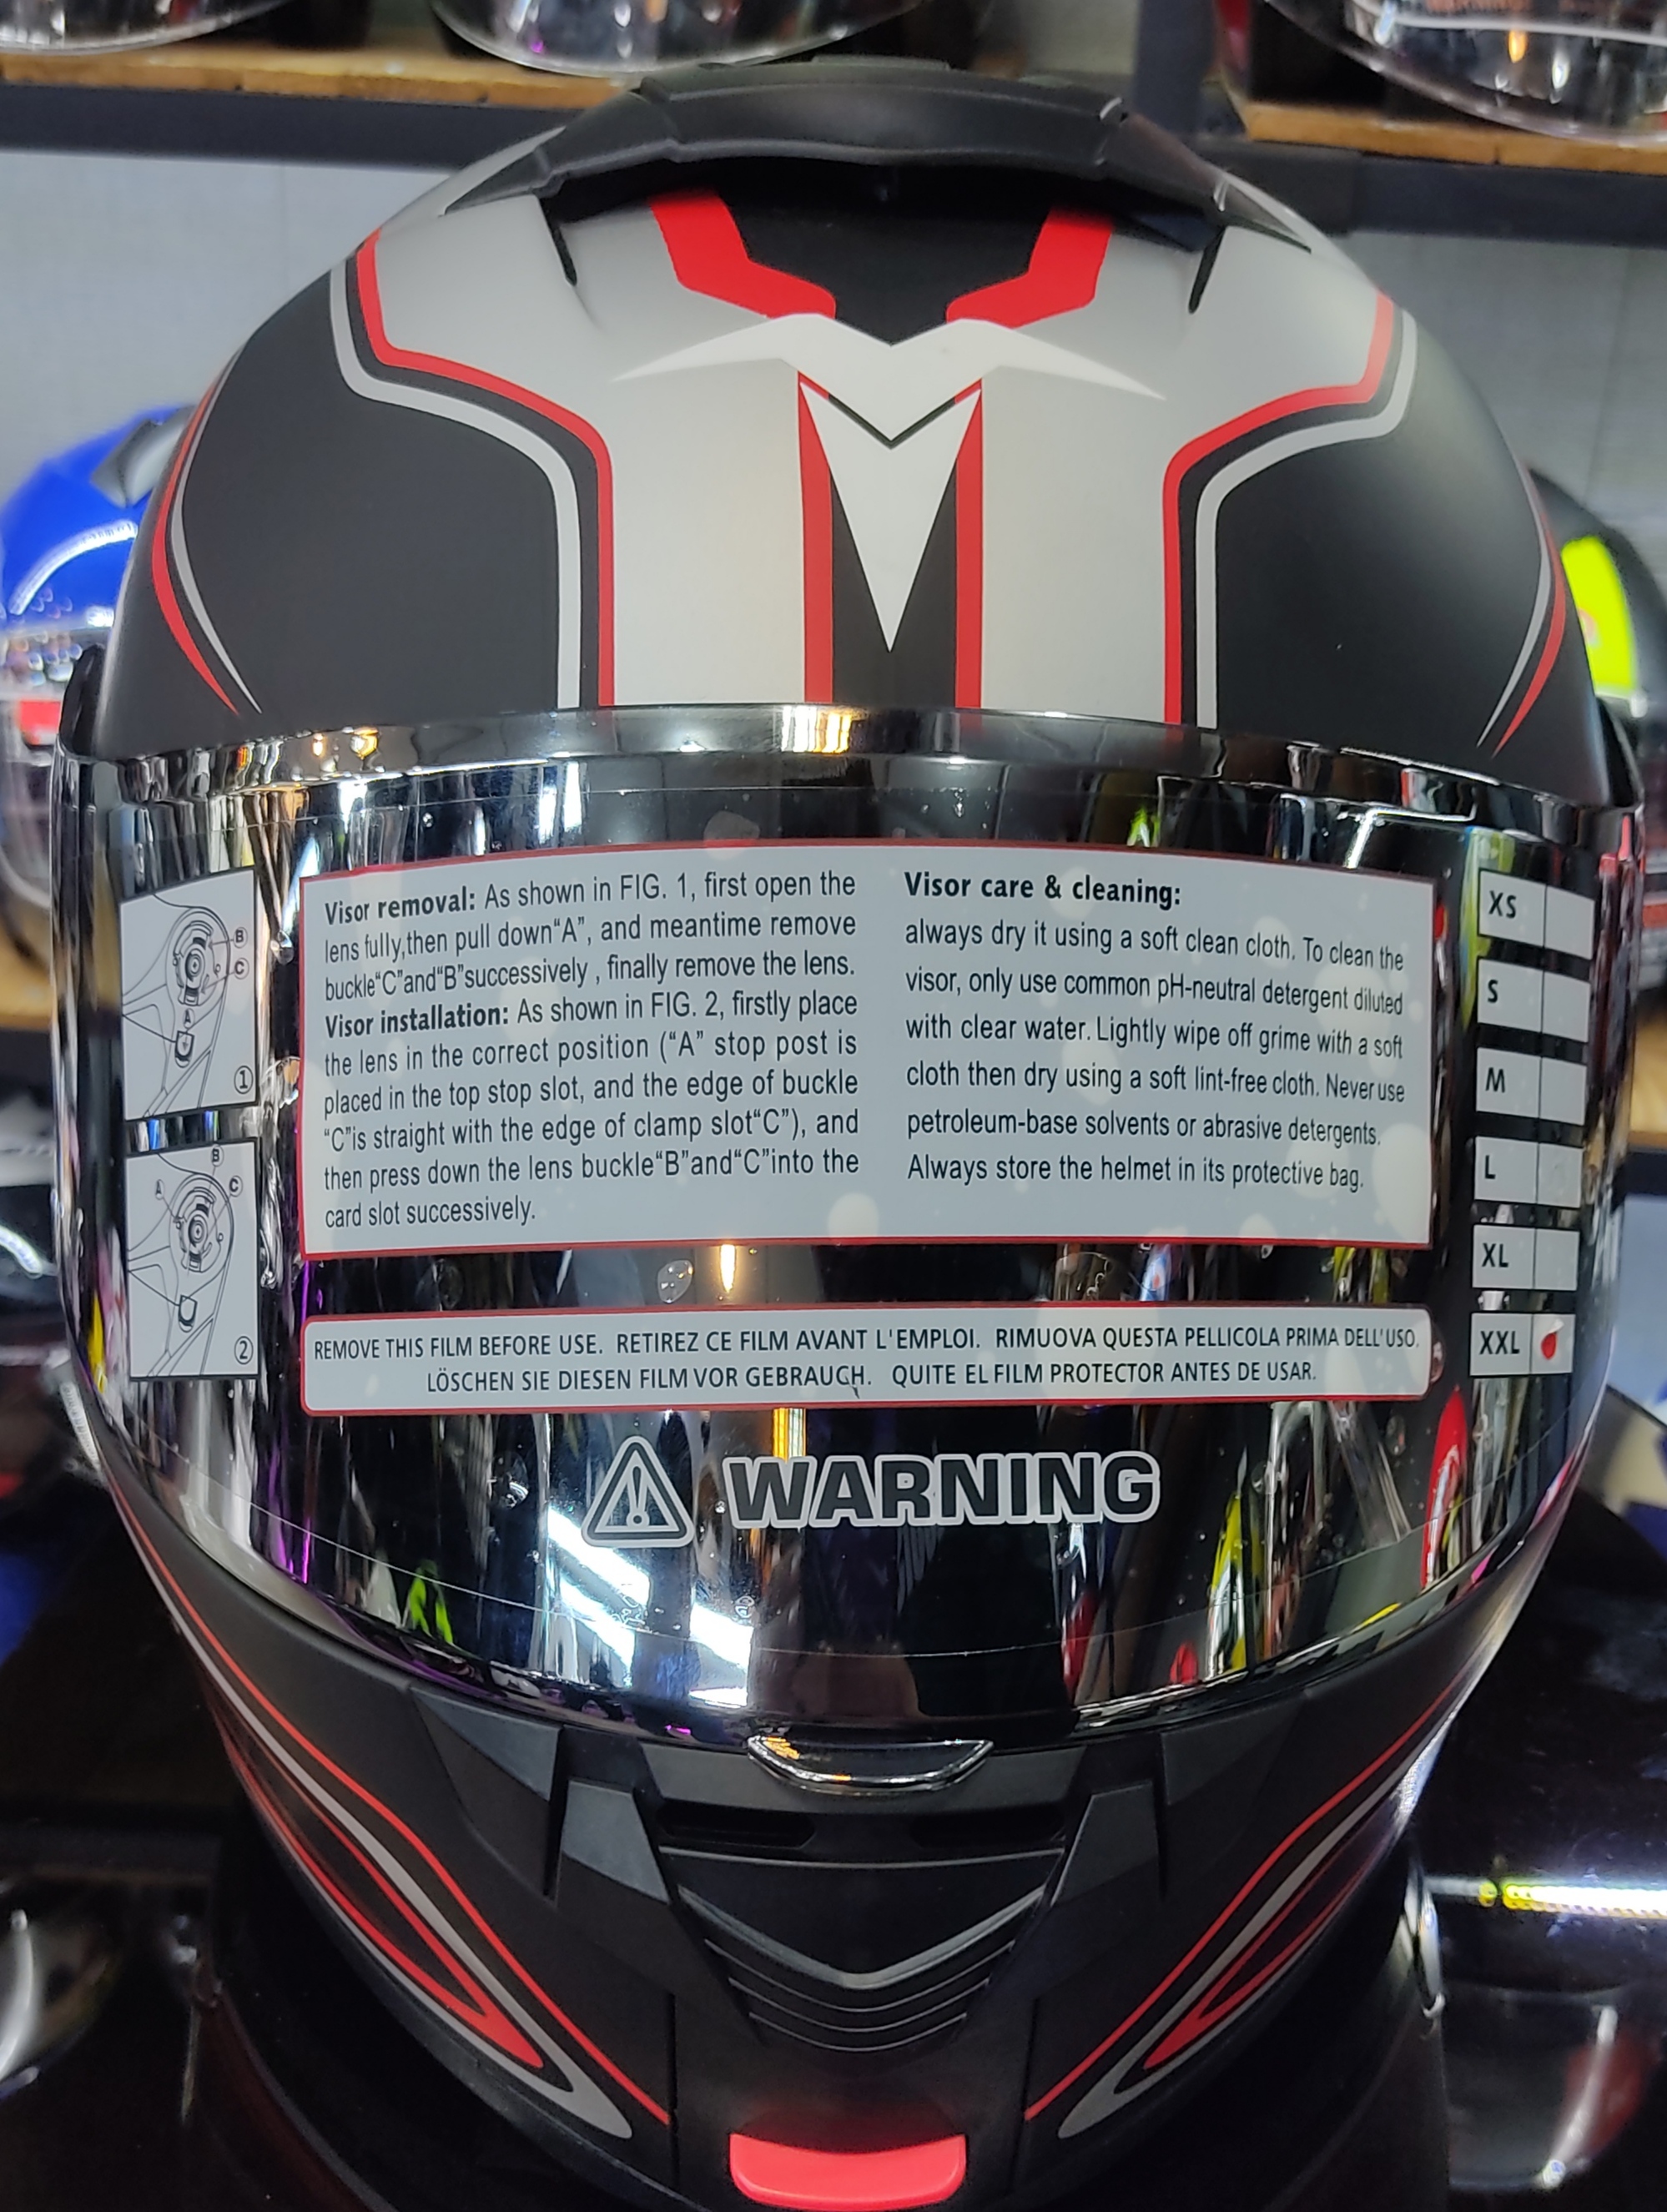 Visor removal: As shown in FIG. 1, first open the
lens fully,then pull down“A”, and meantime remove
buckle“C”and“B”successively , finally remove the lens.
Visor installation: As shown in FIG. 2, firstly place
the lens in the correct position (“A” stop post is
placed in the top stop slot, and the edge of buckle
“C”is straight with the edge of clamp slot“C”), and
then press down the lens buckle“B”and“C”into the
card slot successively.
Visor care & cleaning:
always dry it using a soft clean cloth. To clean the
visor, only use common pH-neutral detergent diluted
with clear water. Lightly wipe off grime with a soft
cloth then dry using a soft lint-free cloth. Never use
petroleum-base solvents or abrasive detergents.
Always store the helmet in its protective bag.
B
C
A
①
B
A
C
②
XS
S
M
L
XL
XXL
REMOVE THIS FILM BEFORE USE. RETIREZ CE FILM AVANT L'EMPLOI. RIMUOVA QUESTA PELLICOLA PRIMA DELL'USO.
LÖSCHEN SIE DIESEN FILM VOR GEBRAUCH. QUITE EL FILM PROTECTOR ANTES DE USAR.
WARNING